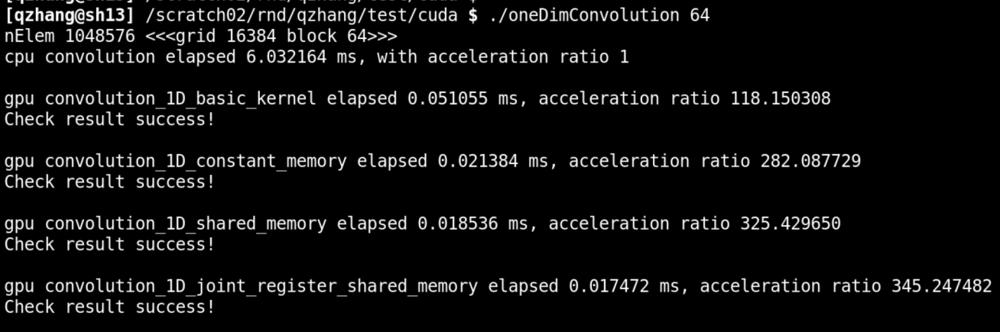 [qzhang@sh13] /scratch02/rnd/qzhang/test/cuda $ ./oneDimConvolution 64
nElem 1048576 <<<grid 16384 block 64>>>
cpu convolution elapsed 6.032164 ms, with acceleration ratio 1
gpu convolution_1D_basic_kernel elapsed 0.051055 ms, acceleration ratio 118.150308
Check result success!
gpu convolution_1D_constant_memory elapsed 0.021384 ms, acceleration ratio 282.087729
Check result success!
gpu convolution_1D_shared_memory elapsed 0.018536 ms, acceleration ratio 325.429650
Check result success!
gpu convolution_1D_joint_register_shared_memory elapsed 0.017472 ms, acceleration ratio 345.247482
Check result success!